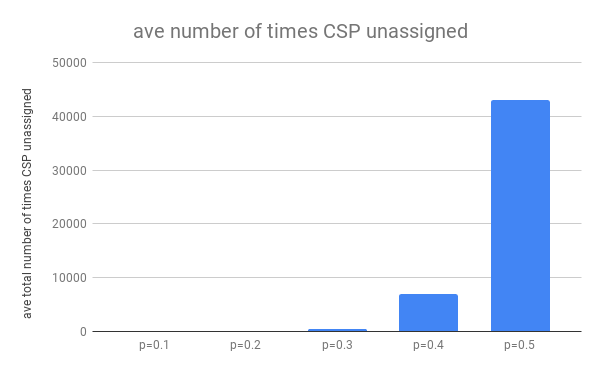 ave number of times CSP unassigned
ave total number of times CSP unassigned
50000
40000
30000
20000
10000
0
p=0.1 p=0.2 p=0.3 p=0.4 p=0.5